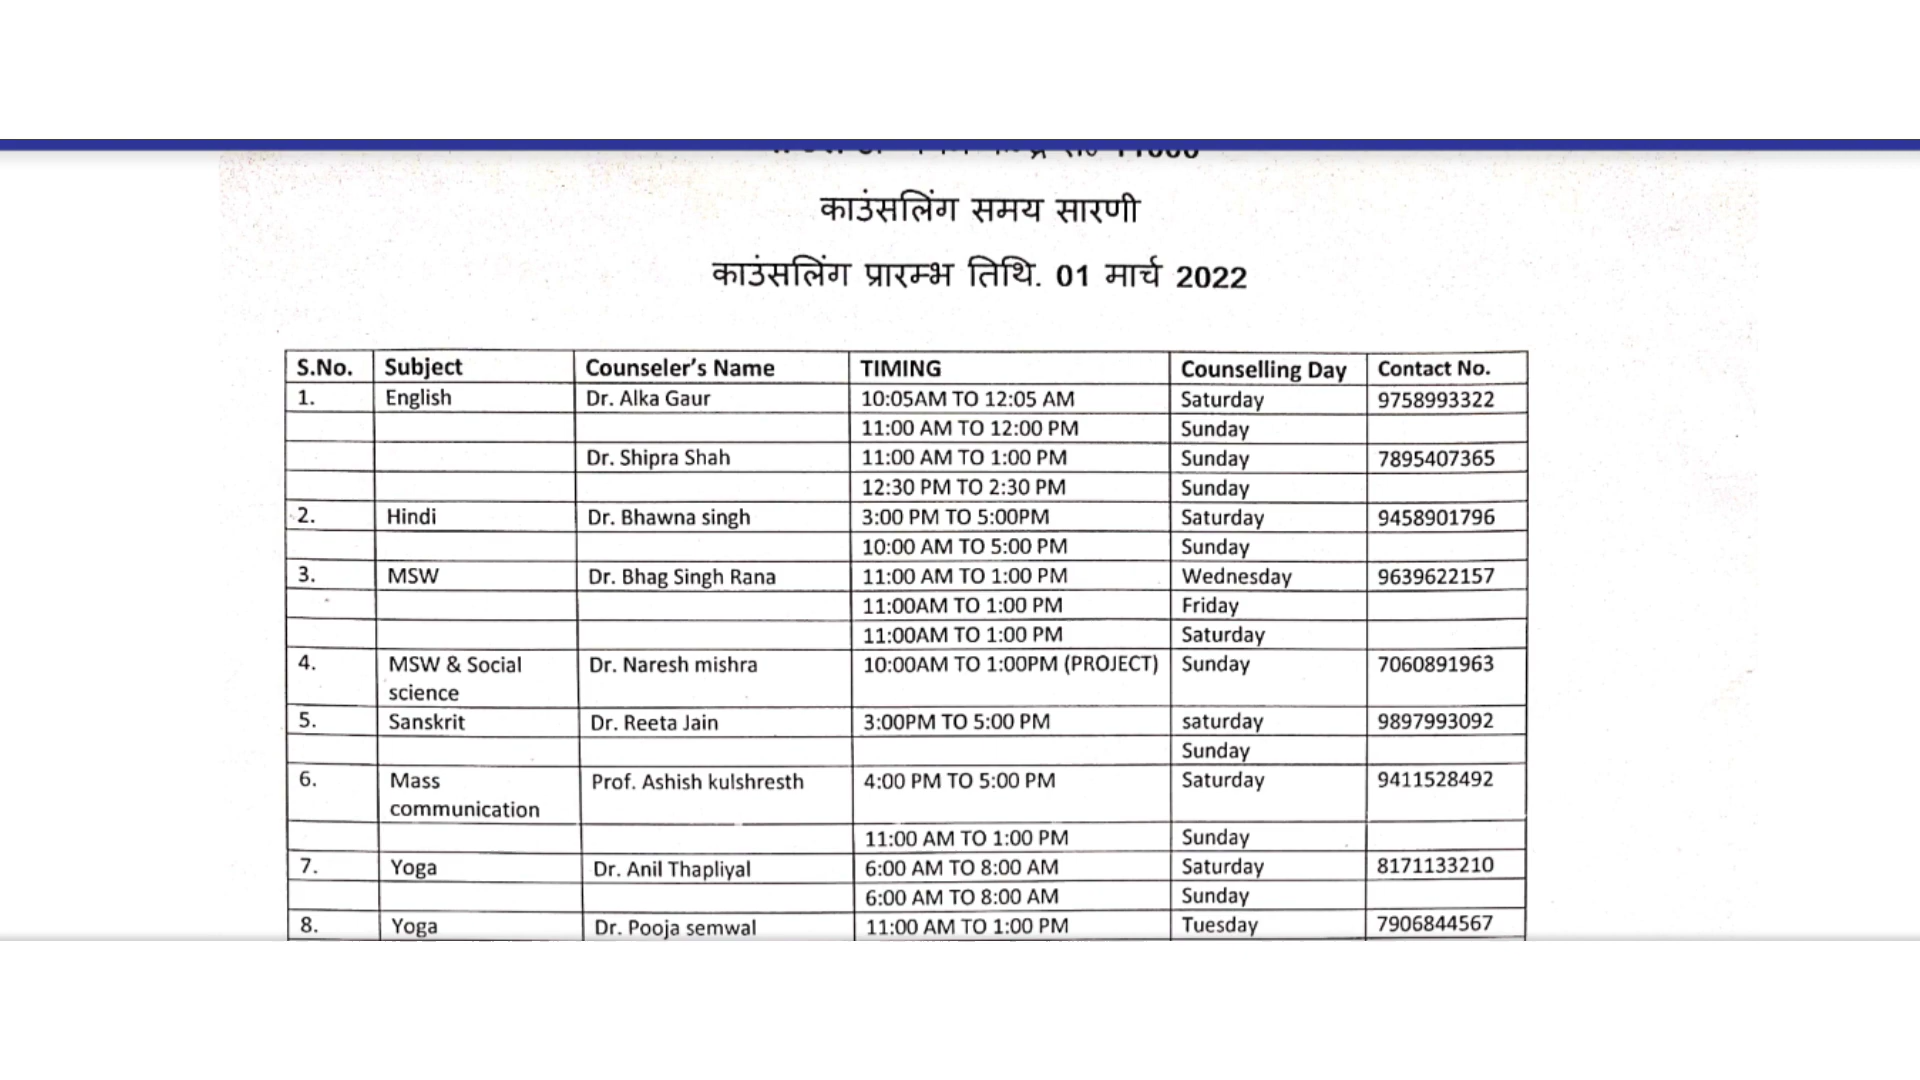 काउंसलिंग समय सारणी
काउंसलिंग प्रारम्भ तिथि. 01 मार्च 2022
S.No. Subject Counseler's Name TIMING Counselling Day Contact No.
1. English Dr. Alka Gaur 10:05AM TO 12:05 AM Saturday 9758993322
11:00 AM TO 12:00 PM Sunday
Dr. Shipra Shah 11:00 AM TO 1:00 PM Sunday 7895407365
12:30 PM TO 2:30 PM Sunday
2. Hindi Dr. Bhawna singh 3:00 PM TO 5:00PM Saturday 9458901796
10:00 AM TO 5:00 PM Sunday
3. MSW Dr. Bhag Singh Rana 11:00 AM TO 1:00 PM Wednesday 9639622157
11:00AM TO 1:00 PM Friday
11:00AM TO 1:00 PM Saturday
4. MSW & Social Dr. Naresh mishra 10:00AM TO 1:00PM (PROJECT) Sunday 7060891963
science
5. Sanskrit Dr. Reeta Jain 3:00PM TO 5:00 PM saturday 9897993092
Sunday
6. Mass Prof. Ashish kulshresth 4:00 PM TO 5:00 PM Saturday 9411528492
communication
11:00 AM TO 1:00 PM Sunday
7. Yoga Dr. Anil Thapliyal 6:00 AM TO 8:00 AM Saturday 8171133210
6:00 AM TO 8:00 AM Sunday
8. Yoga Dr. Pooja semwal 11:00 AM TO 1:00 PM Tuesday 7906844567